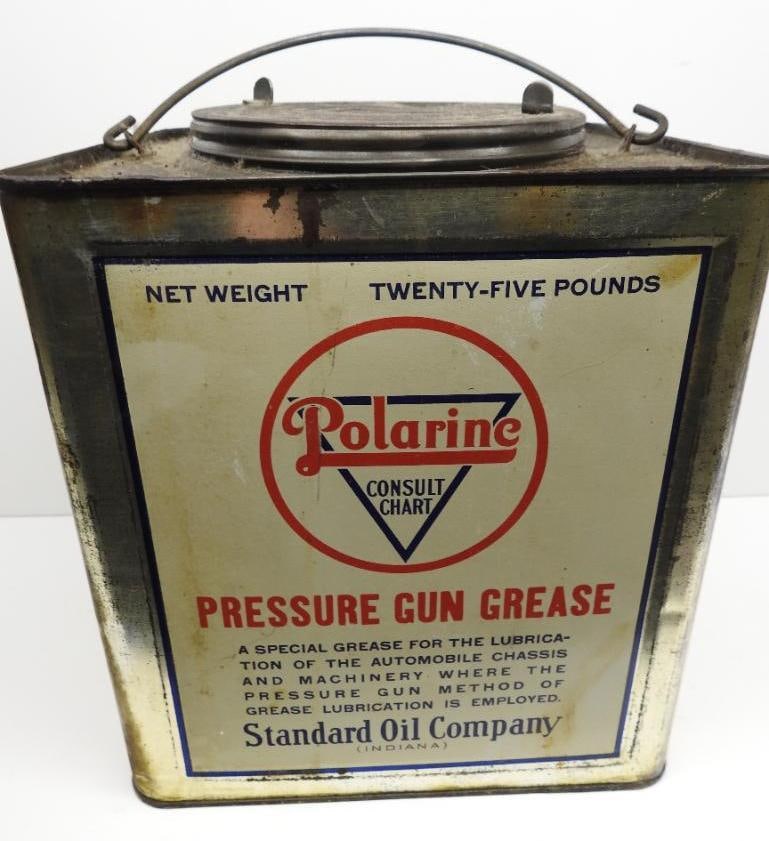 NET WEIGHT TWENTY-FIVE POUNDS
Polarine
CONSULT
CHART
PRESSURE GUN GREASE
A SPECIAL GREASE FOR THE LUBRICA-
TION OF THE AUTOMOBILE CHASSIS
AND MACHINERY WHERE THE
PRESSURE GUN METHOD OF
GREASE LUBRICATION IS EMPLOYED.
Standard Oil Company
(INDIANA)